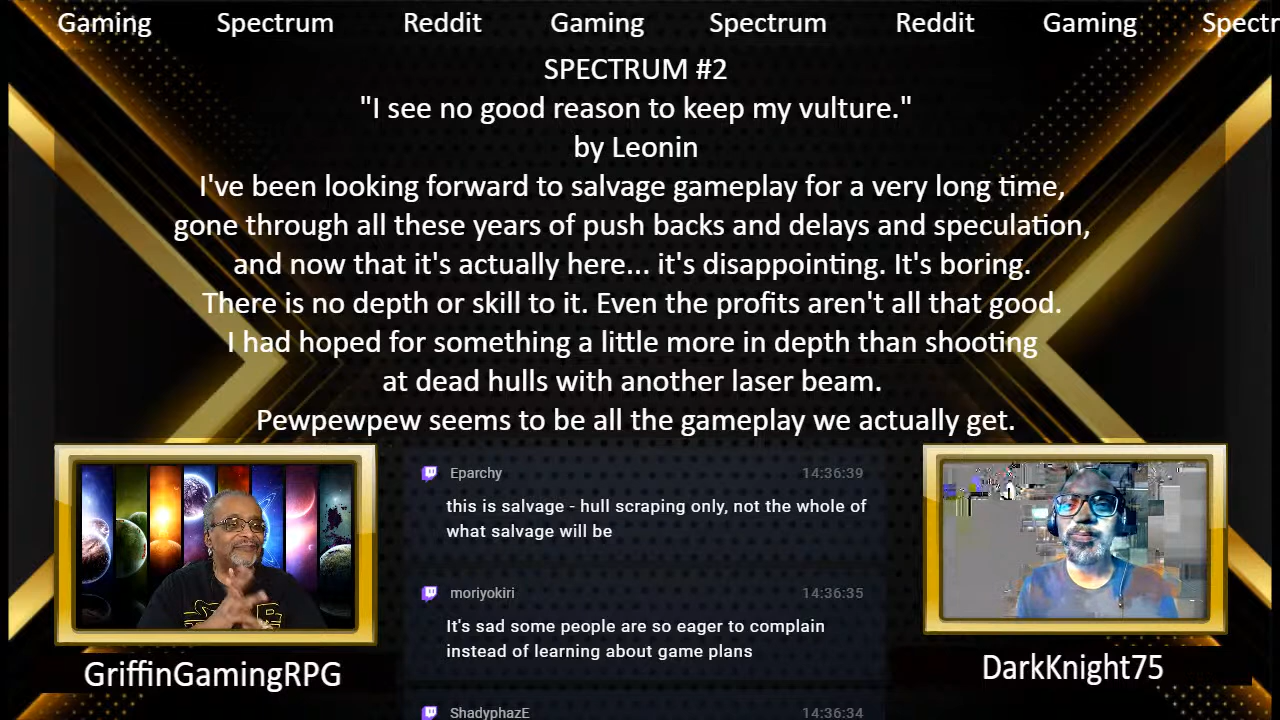 Gaming Spectrum Reddit Gaming Spectrum Reddit Gaming Spectr
SPECTRUM #2
"I see no good reason to keep my vulture."
by Leonin
I've been looking forward to salvage gameplay for a very long time,
gone through all these years of push backs and delays and speculation,
and now that it's actually here... it's disappointing. It's boring.
There is no depth or skill to it. Even the profits aren't all that good.
I had hoped for something a little more in depth than shooting
at dead hulls with another laser beam.
Pewpewpew seems to be all the gameplay we actually get.
Eparchy 14:36:39
this is salvage - hull scraping only, not the whole of
what salvage will be
moriyokiri 14:36:35
It's sad some people are so eager to complain
instead of learning about game plans
ShadyphazE 14:36:34
GriffinGamingRPG
DarkKnight75